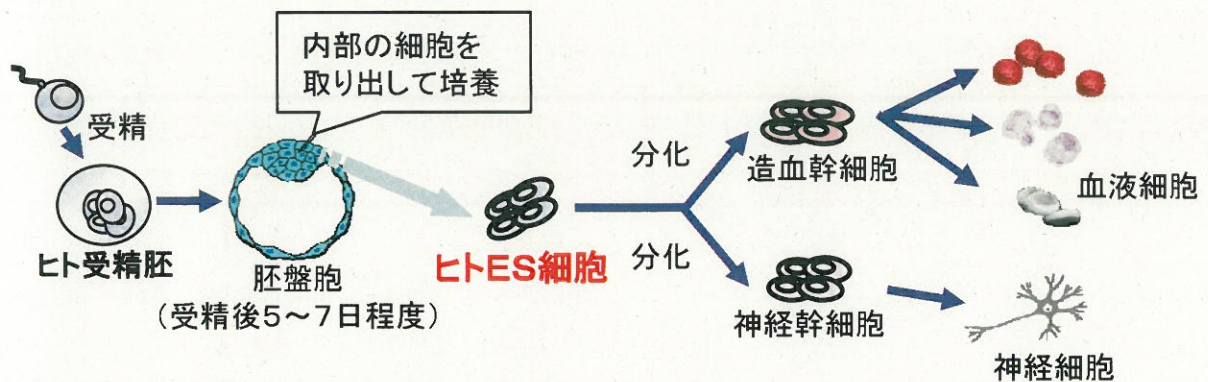 内部の細胞を
取り出して培養
受精
ヒト受精胚
胚盤胞
(受精後5~7日程度)
ヒトES細胞
分化
分化
造血幹細胞
神経幹細胞
血液細胞
神経細胞